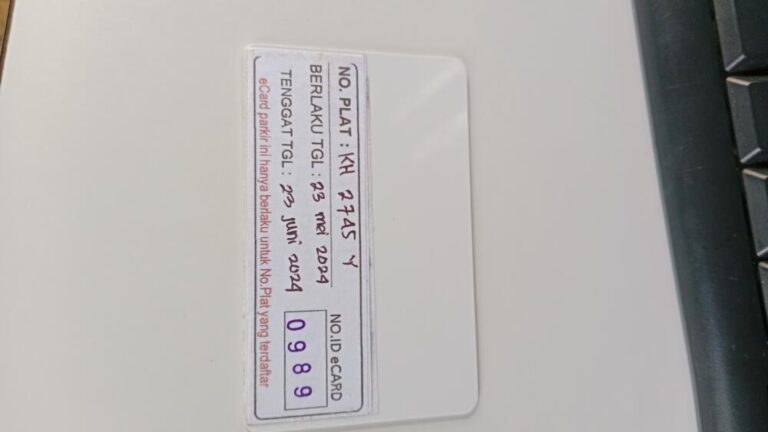 NO. PLAT : KH 2745 Y
BERLAKU TGL : 23 mei 2024
TENGGAT TGL : 23 juni 2024
NO.ID eCARD
0989
eCard parkir ini hanya berlaku untuk No.Plat yang terdaftar